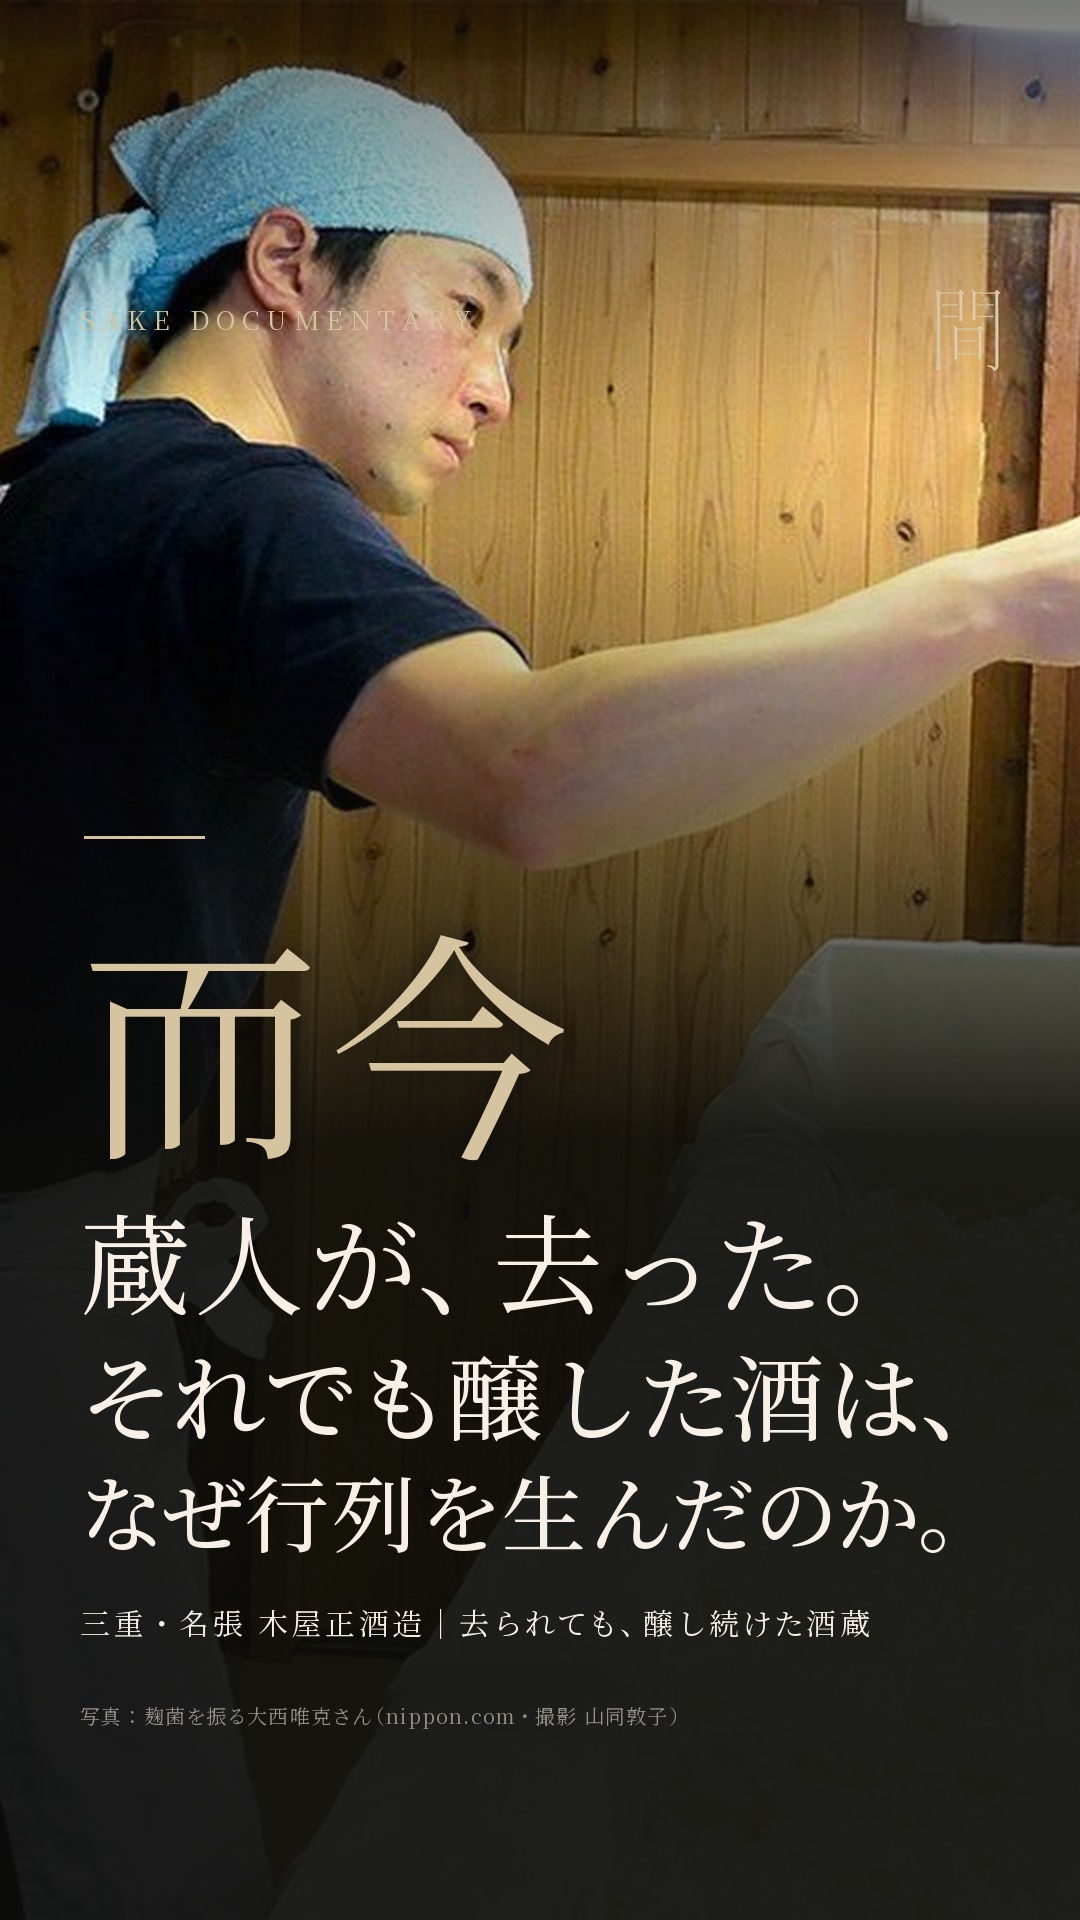 SAKE DOCUMENTARY
間
而今
蔵人が、去った。
それでも醸した酒は、
なぜ行列を生んだのか。
三重・名張 木屋正酒造｜去られても、醸し続けた酒蔵
写真：麹菌を振る大西唯克さん（nippon.com・撮影 山同敦子）